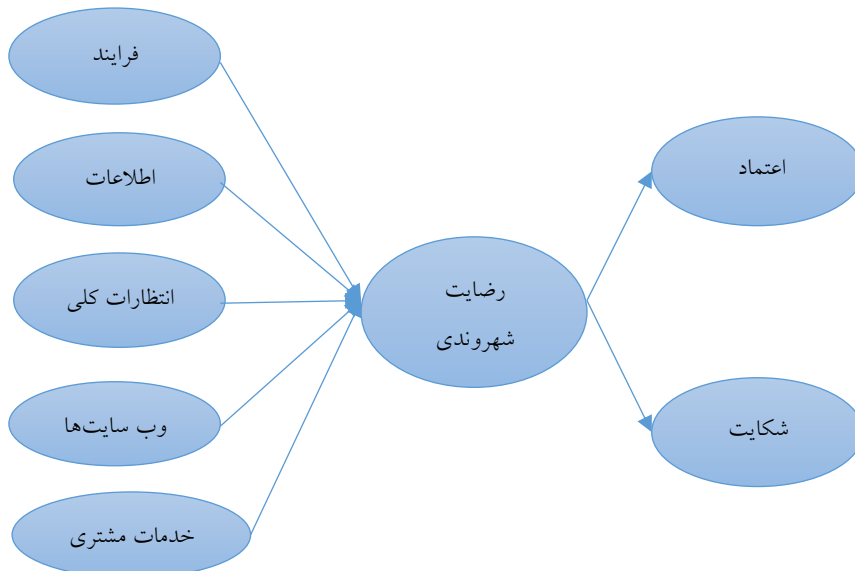 فرایند
اطلاعات
انتظارات کلی
وب سایت‌ها
خدمات مشتری
رضایت
شهروندی
اعتماد
شکایت